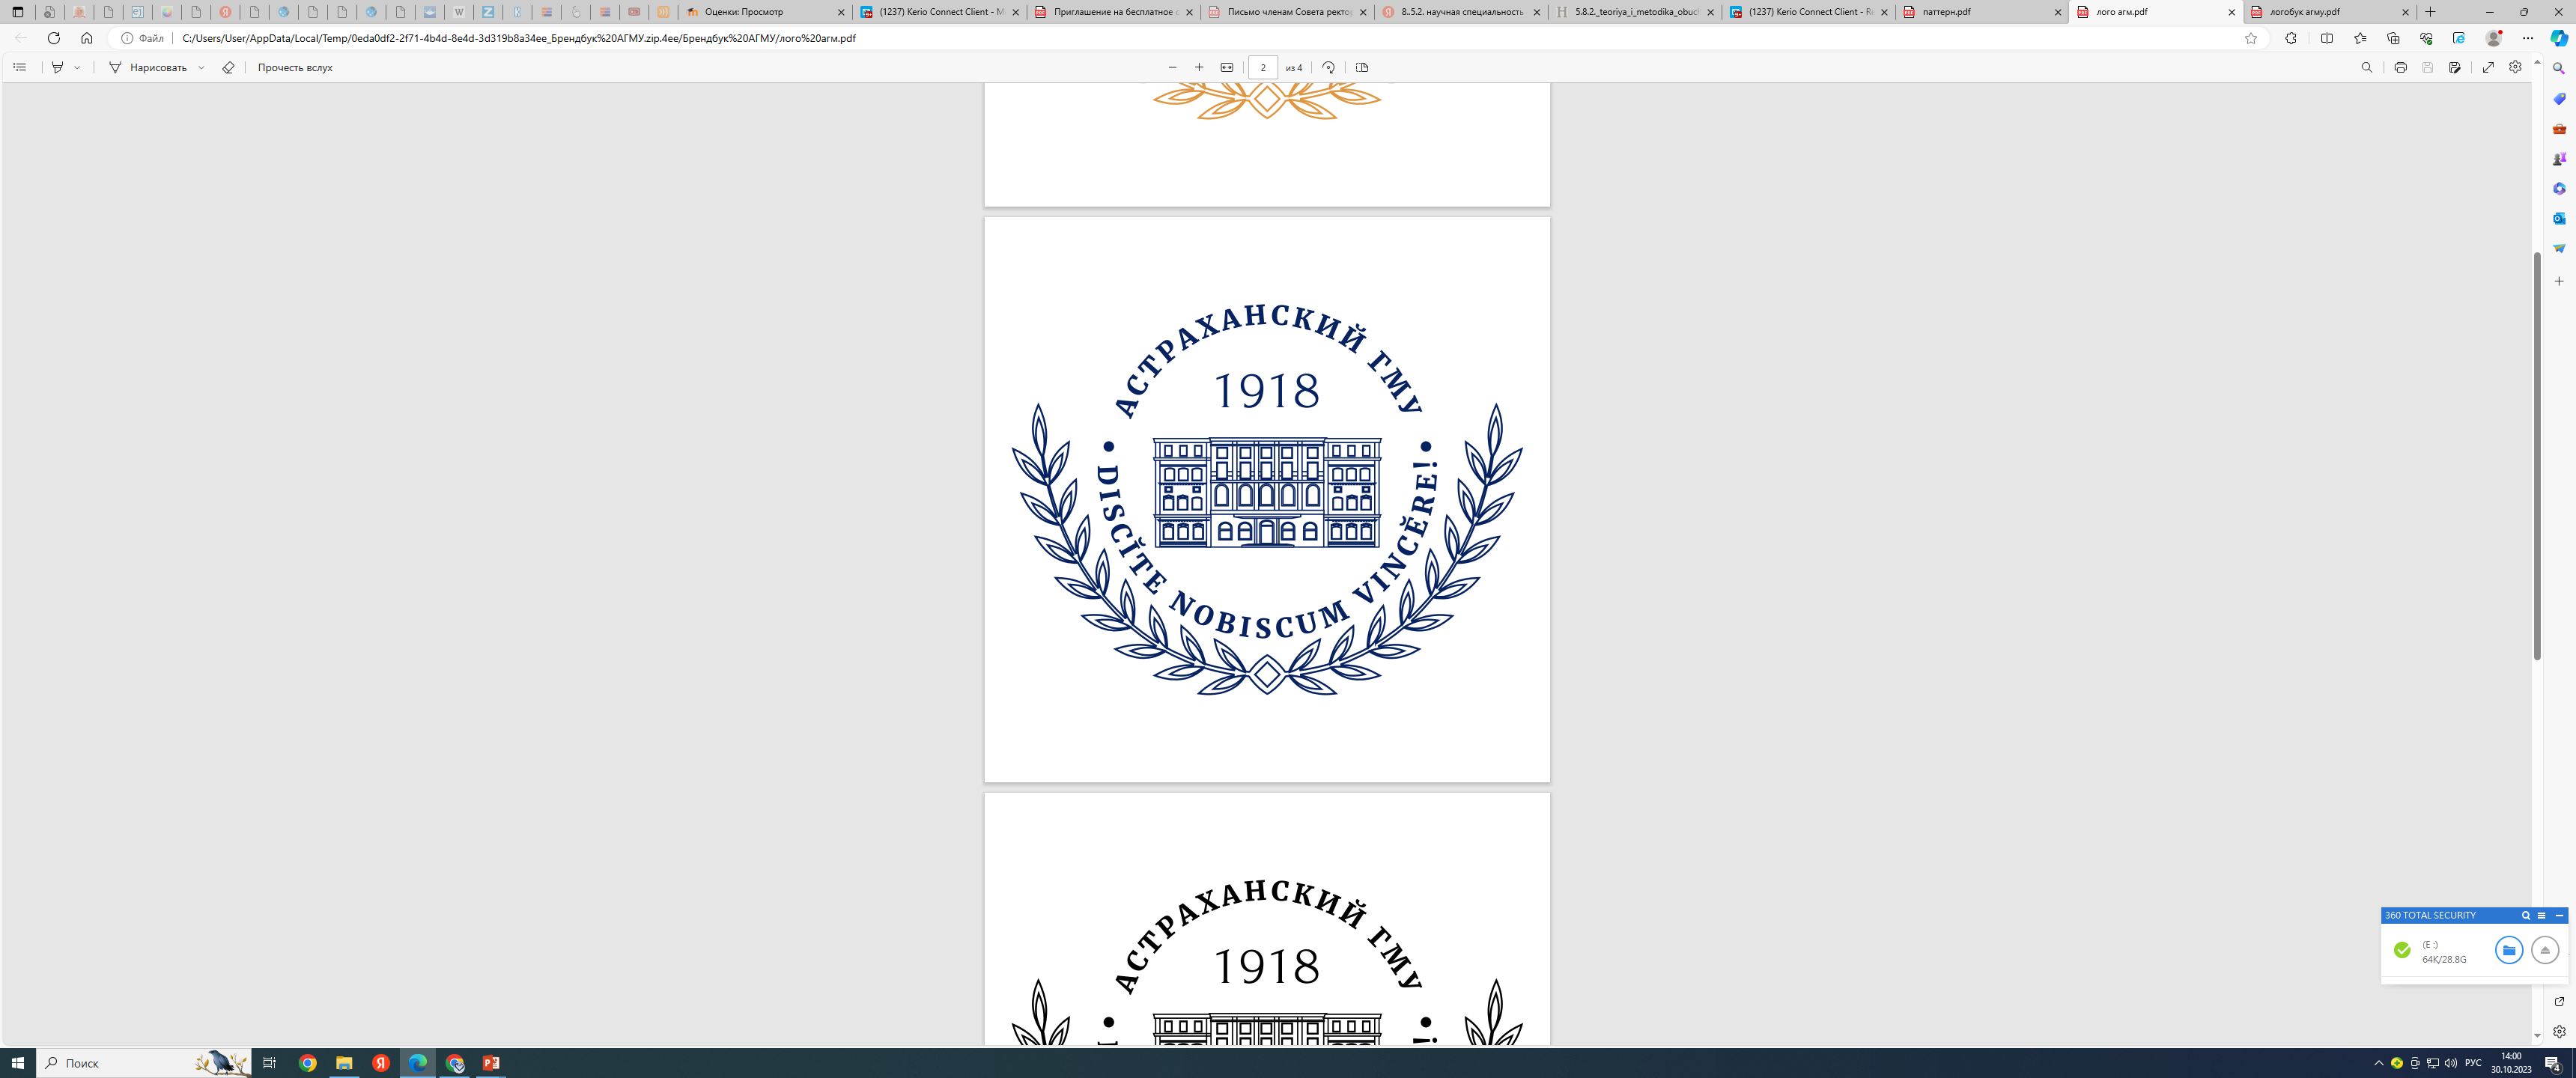 Оценки: Просмотр
(1237) Kerio Connect Client - M
Приглашение на бесплатное
Письмо членам Совета ректор
8..5.2. научная специальность
5.8.2._teoriya_i_metodika_obuch
(1237) Kerio Connect Client - Re
паттерн.pdf
лого агм.pdf
логобук агму.pdf
Файл
C:/Users/User/AppData/Local/Temp/0eda0df2-2f71-4b4d-8e4d-3d319b8a34ee_Брендбук%20АГМУ.zip.4ee/Брендбук%20АГМУ/лого%20агм.pdf
Нарисовать
Прочесть вслух
2
из 4
АСТРАХАНСКИЙ ГМУ
1918
• DISCĬTE NOBISCUM VINCĔRE! •
АСТРАХАНСКИЙ ГМУ
1918
360 TOTAL SECURITY
(E :)
64K/28.8G
Поиск
РУС
14:00
30.10.2023
4